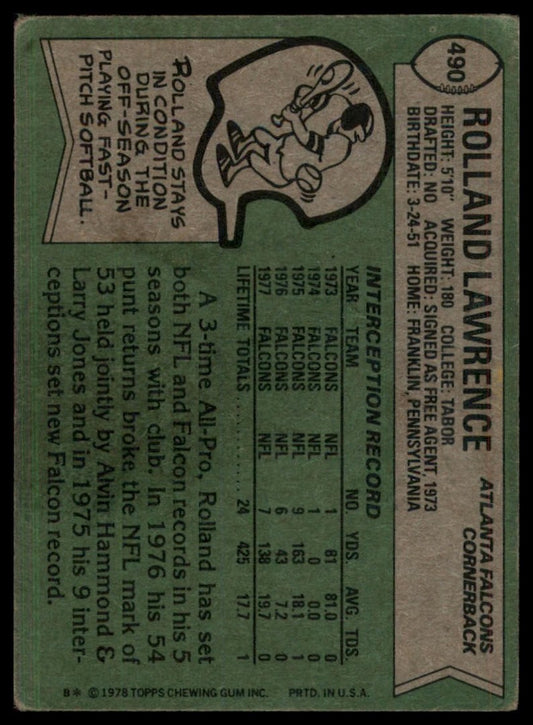 490
ROLLAND LAWRENCE
ATLANTA FALCONS
CORNERBACK
HEIGHT: 5'10" WEIGHT: 180 COLLEGE: TABOR
DRAFTED: NO ACQUIRED: SIGNED AS FREE AGENT, 1973
BIRTHDATE: 3-24-51 HOME: FRANKLIN, PENNSYLVANIA
ROLLAND STAYS
IN CONDITION
DURING THE
OFF-SEASON
PLAYING FAST-
PITCH SOFTBALL.
INTERCEPTION RECORD
YEAR TEAM NO. YDS. AVG. TDS.
1973 FALCONS NFL 1 81 81.0 0
1974 FALCONS NFL 1 0 0.0 0
1975 FALCONS NFL 9 163 18.1 1
1976 FALCONS NFL 6 43 7.2 0
1977 FALCONS NFL 7 138 19.7 0
LIFETIME TOTALS 24 425 17.7 1
A 3-time All-Pro, Rolland has set
both NFL and Falcon records in his 5
seasons with club. In 1976 his 54
punt returns broke the NFL mark of
53 held jointly by Alvin Hammond &
Larry Jones and in 1975 his 9 inter-
ceptions set new Falcon record.
B* © 1978 TOPPS CHEWING GUM INC. PRTD. IN U.S.A.